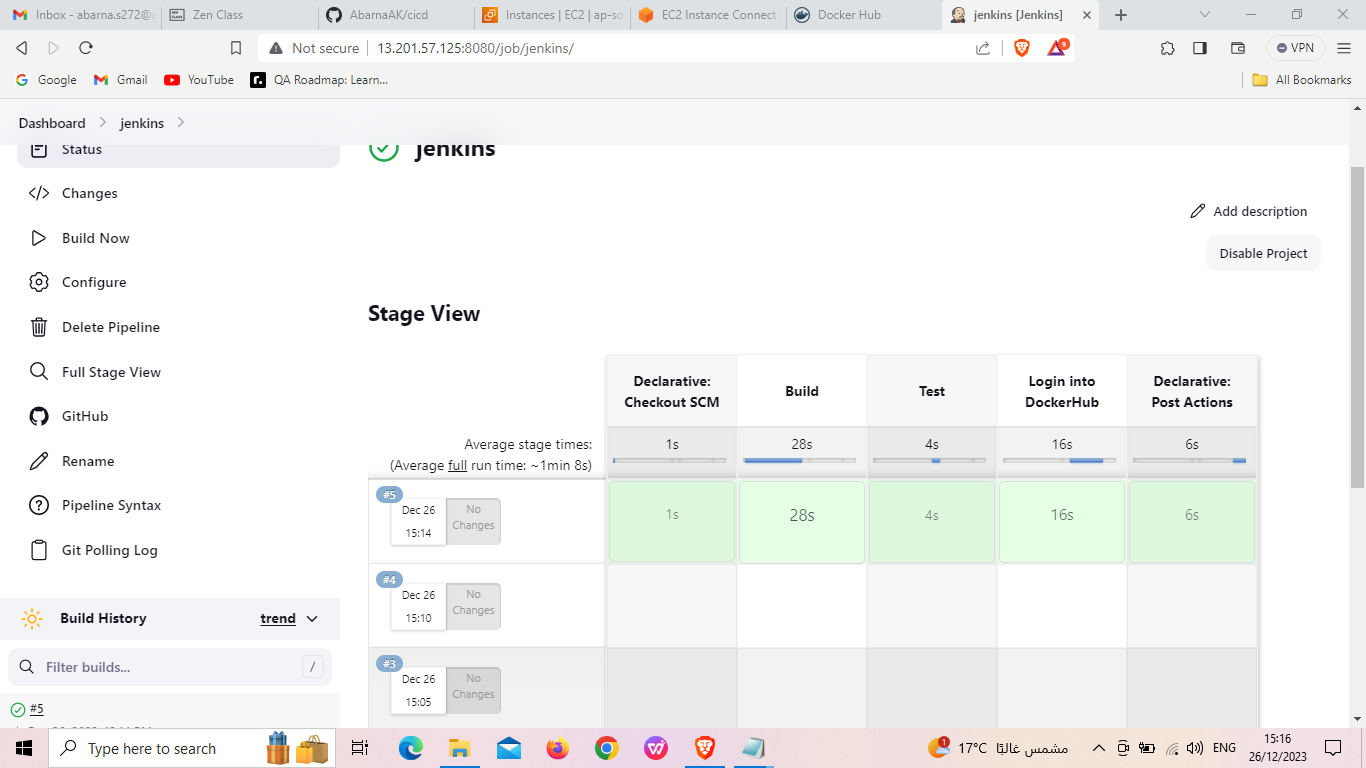 Inbox - abarna.s272@g
Zen Class
AbarnaAK/cicd
Instances | EC2 | ap-so
EC2 Instance Connect
Docker Hub
jenkins [Jenkins]
Not secure
13.201.57.125:8080/job/jenkins/
9
VPN
Google
Gmail
YouTube
QA Roadmap: Learn...
All Bookmarks
Dashboard
jenkins
Status
Changes
Build Now
Configure
Delete Pipeline
Full Stage View
GitHub
Rename
Pipeline Syntax
Git Polling Log
Build History
trend
Filter builds...
/
#5
jenkins
Add description
Disable Project
Stage View
Declarative:
Checkout SCM
Build
Test
Login into
DockerHub
Declarative:
Post Actions
Average stage times:
(Average full run time: ~1min 8s)
1s
28s
4s
16s
6s
#5
Dec 26
15:14
No
Changes
1s
28s
4s
16s
6s
#4
Dec 26
15:10
No
Changes
#3
Dec 26
15:05
No
Changes
Type here to search
1
17°C مشمس غالبًا
ENG
15:16
26/12/2023